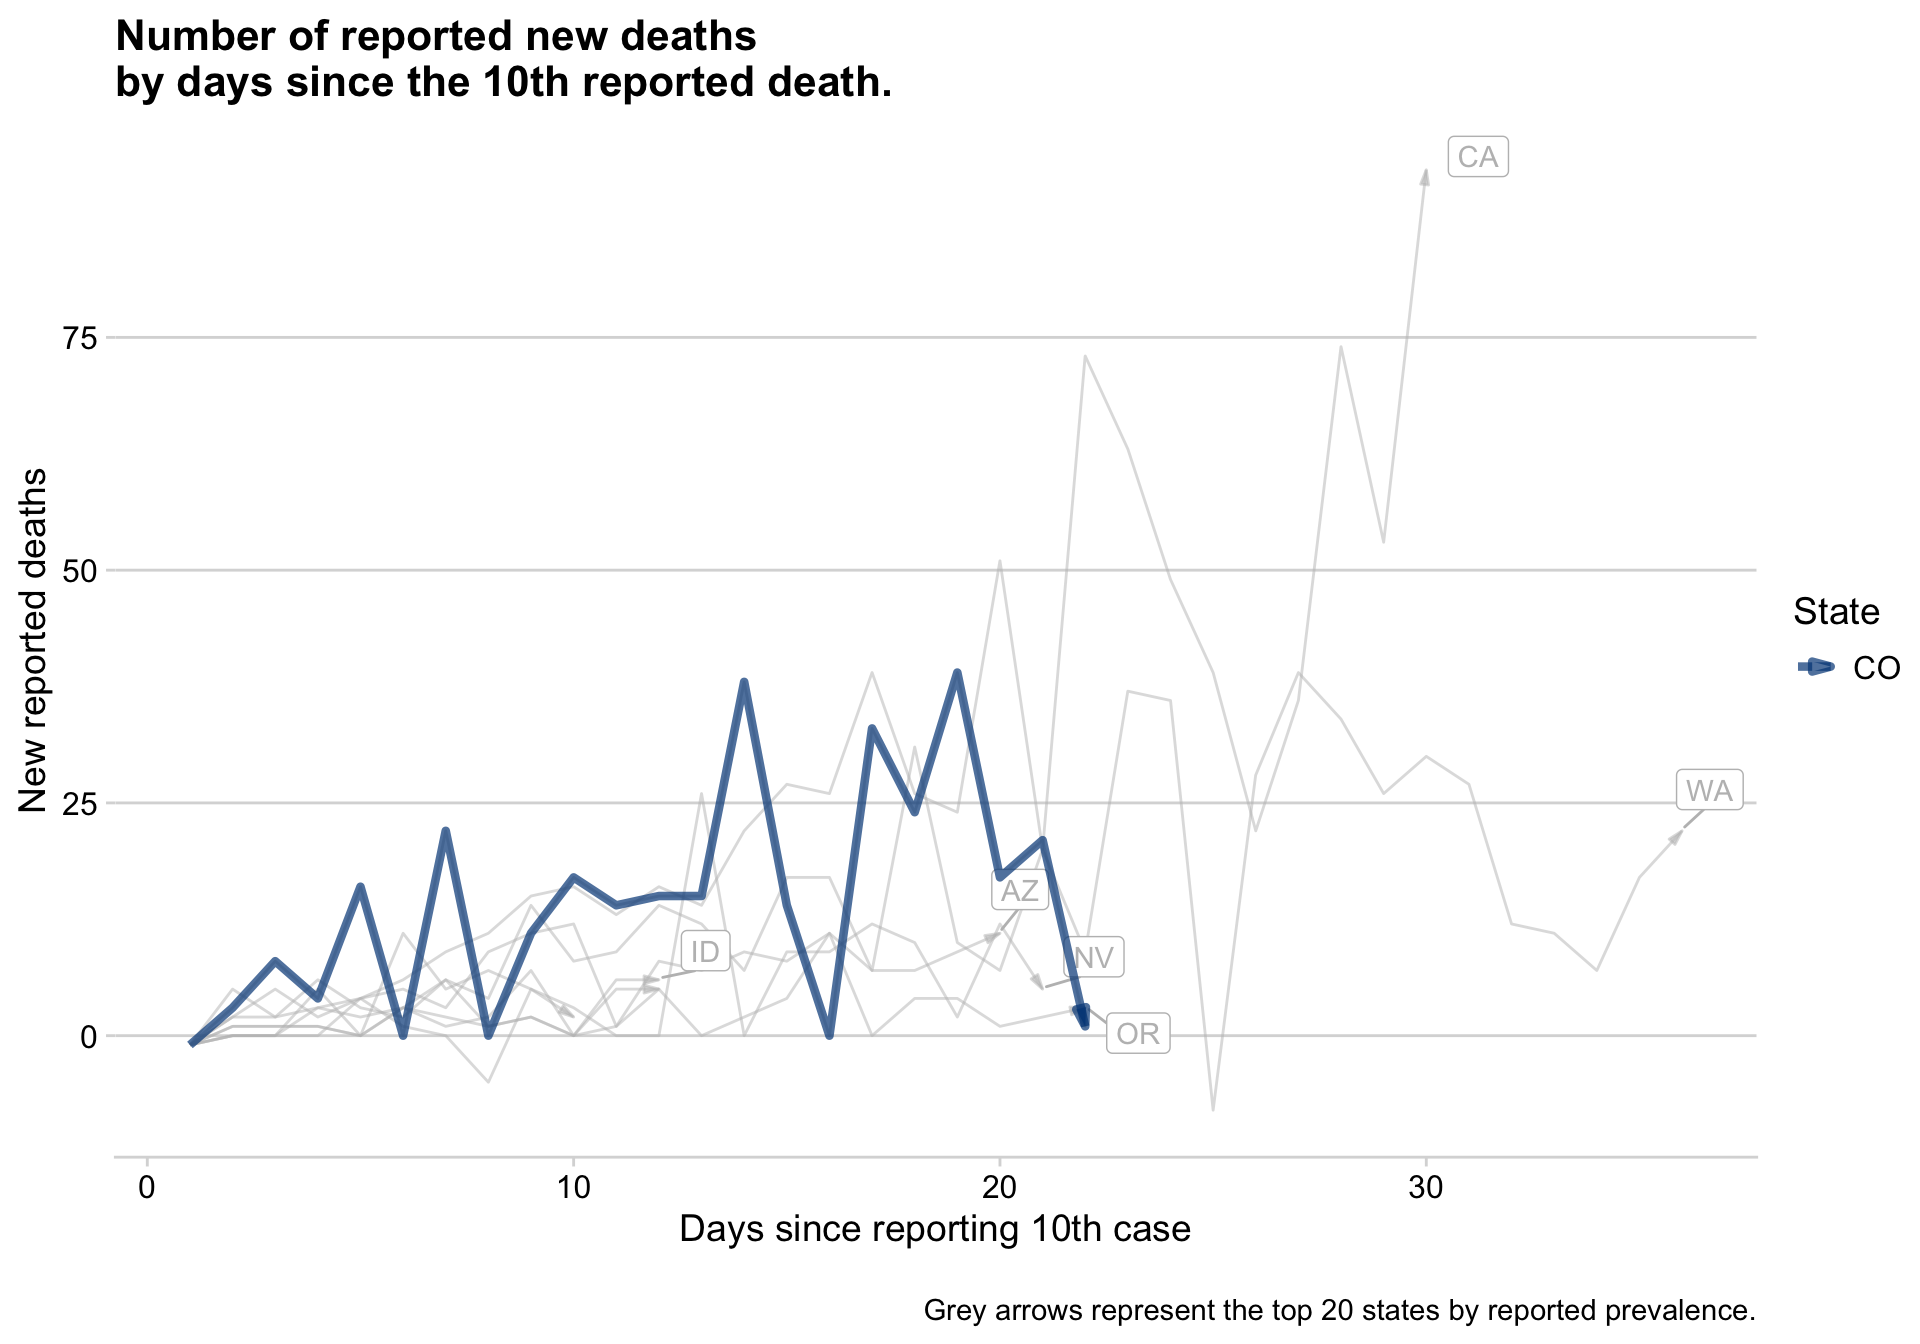 Number of reported new deaths
by days since the 10th reported death.
CA
75
50
25
0
New reported deaths
WA
AZ
ID
NV
OR
State
CO
0 10 20 30
Days since reporting 10th case
Grey arrows represent the top 20 states by reported prevalence.